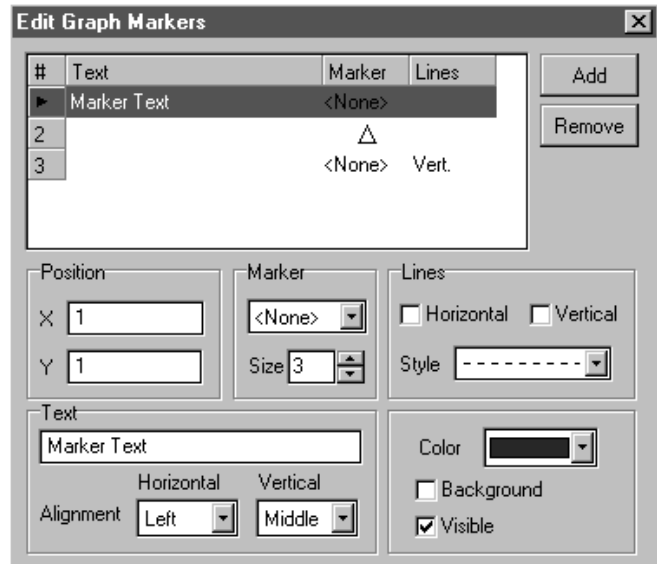 Edit Graph Markers
# Text Marker Lines
Marker Text <None>
2
3 <None> Vert.
Add
Remove
Position
X 1
Y 1
Marker
<None>
Size 3
Lines
Horizontal Vertical
Style
Text
Marker Text
Horizontal Vertical
Alignment Left Middle
Color
Background
Visible